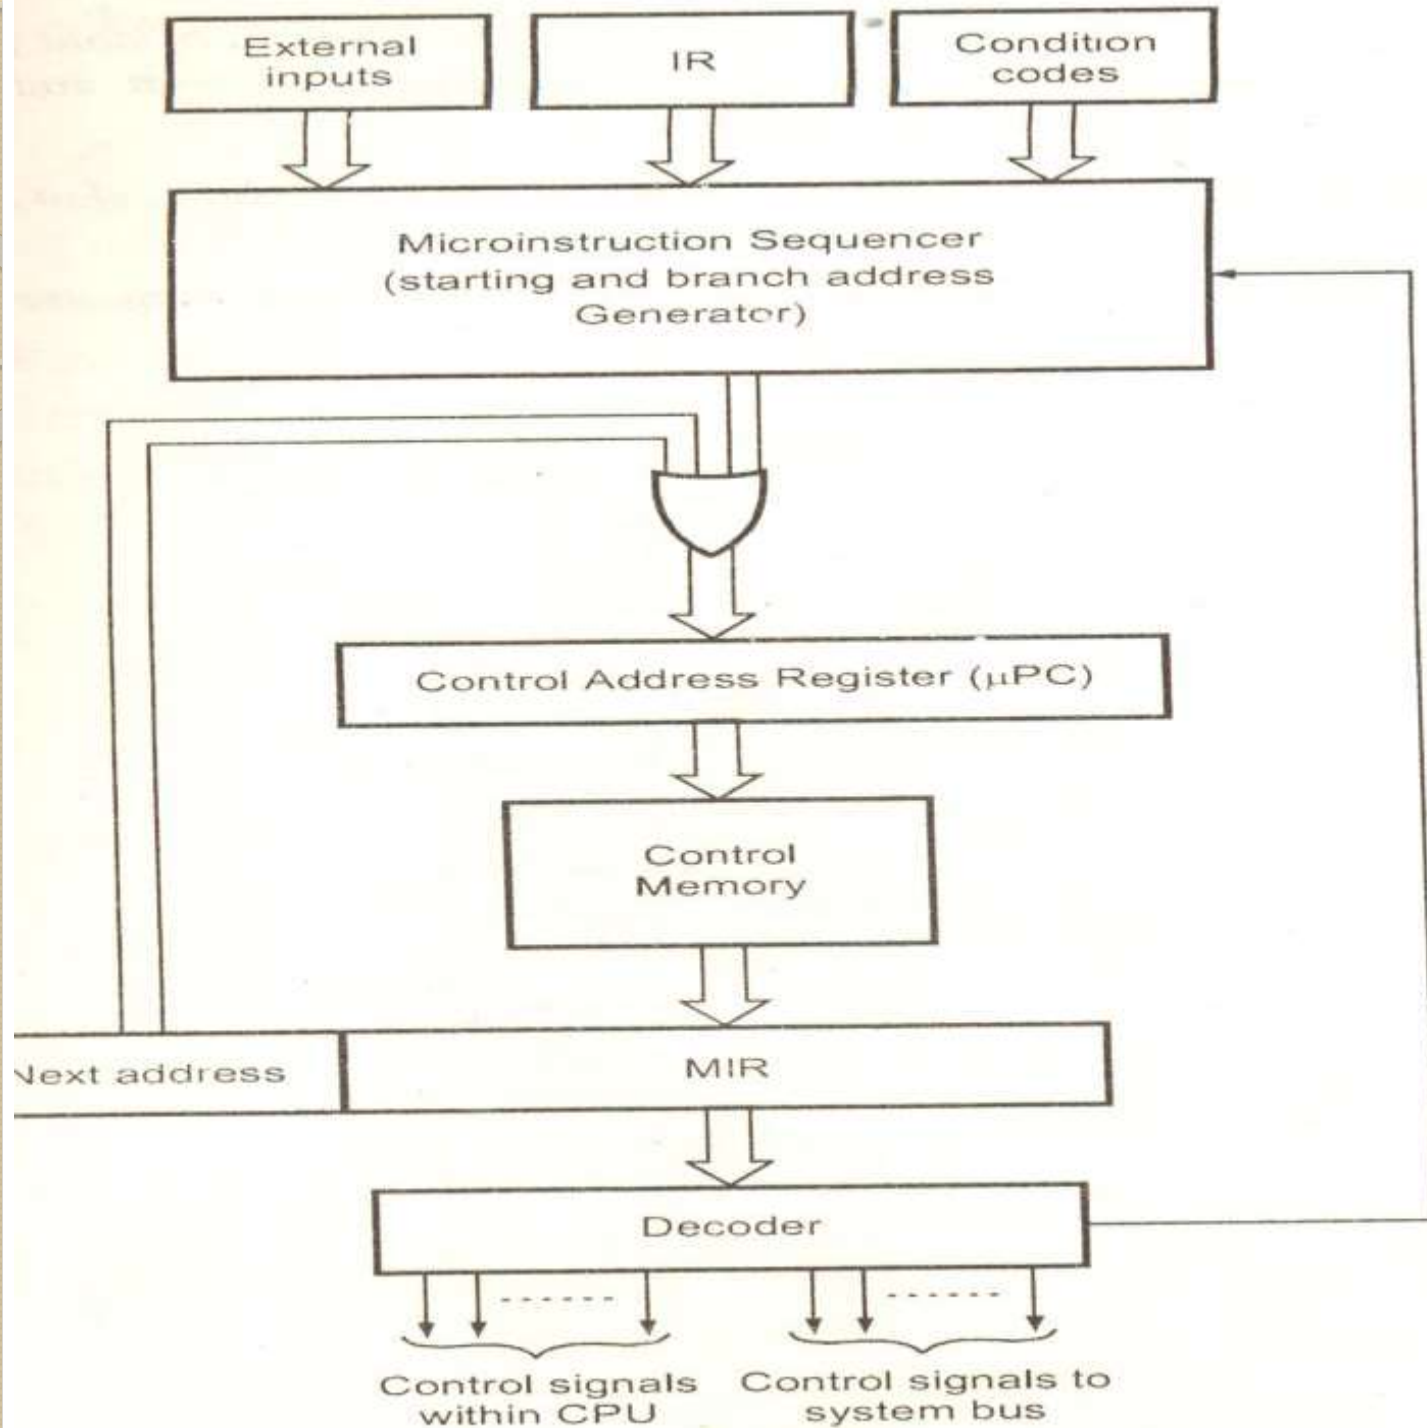 External
inputs
IR
Condition
codes
Microinstruction Sequencer
(starting and branch address
Generator)
Control Address Register (μPC)
Control
Memory
Next address
MIR
Decoder
Control signals
within CPU
Control signals to
system bus